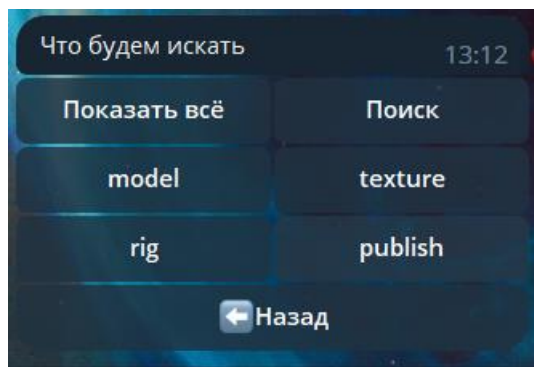 Что будем искать
13:12
Показать всё Поиск
model texture
rig publish
⬅Назад